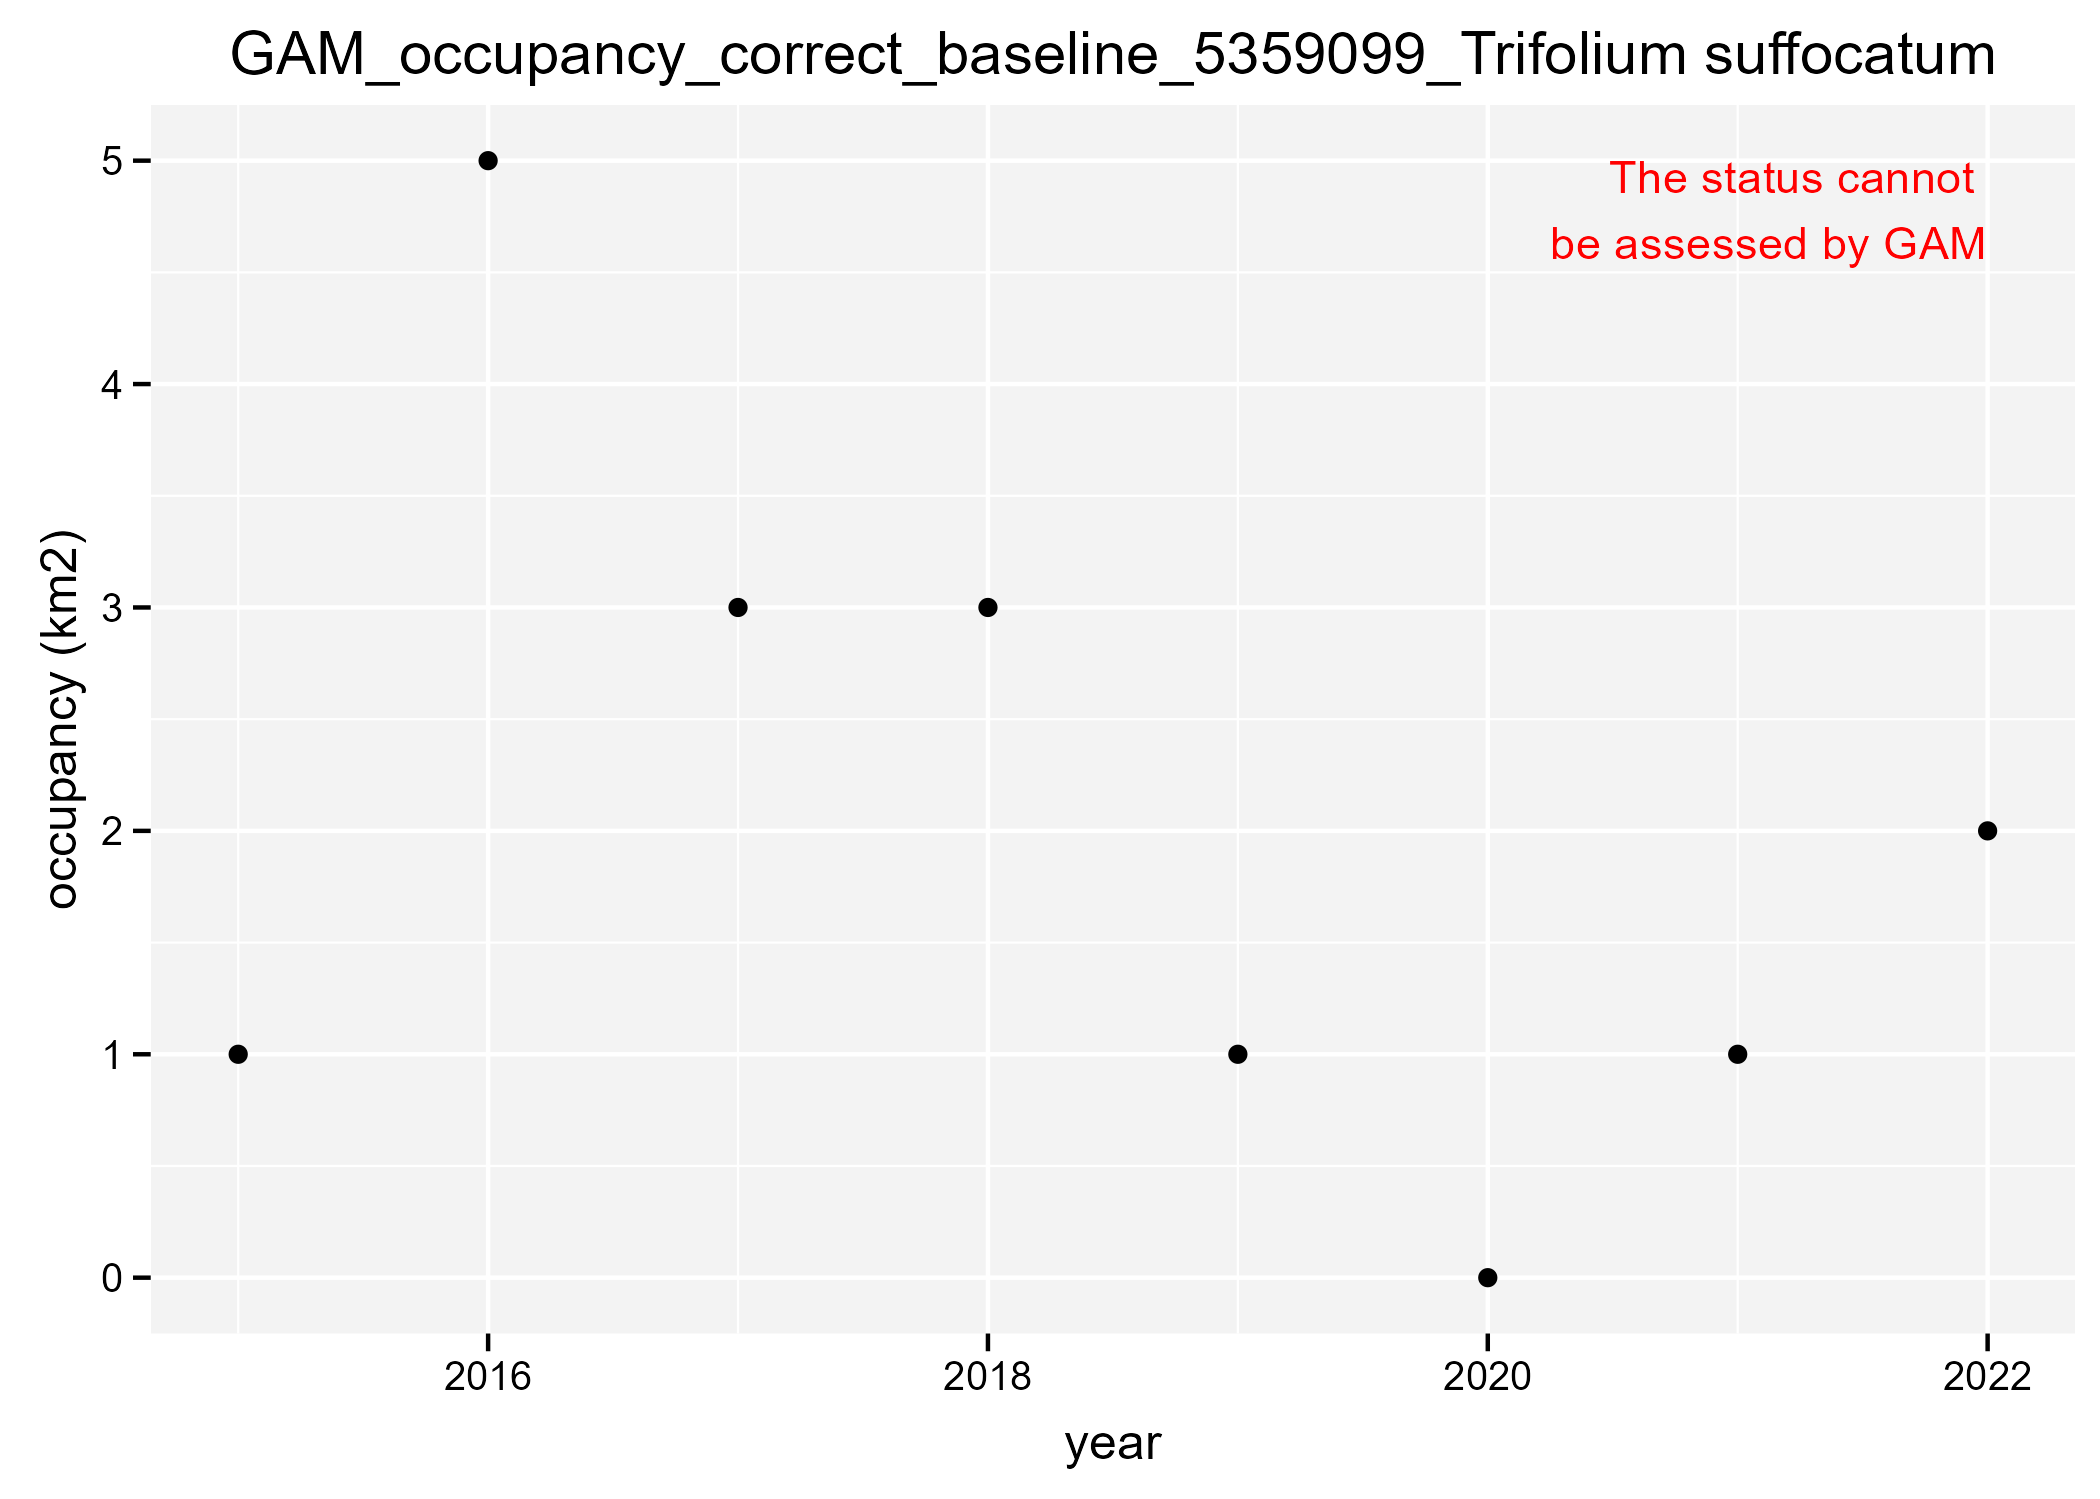 GAM_occupancy_correct_baseline_5359099_Trifolium suffocatum
The status cannot
be assessed by GAM
5
4
3
2
1
0
occupancy (km2)
2016 2018 2020 2022
year